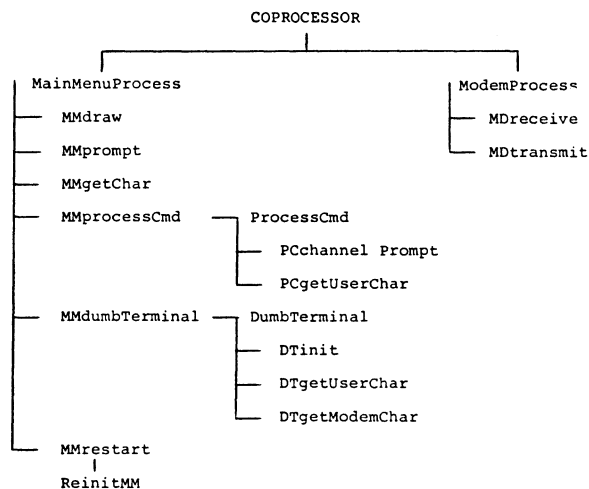 COPROCESSOR
MainMenuProcess
ModemProcess
MMdraw
MDreceive
MMprompt
MDtransmit
MMgetChar
MMprocessCmd
ProcessCmd
PCchannel Prompt
PCgetUserChar
MMdumbTerminal
DumbTerminal
DTinit
DTgetUserChar
DTgetModemChar
MMrestart
ReinitMM